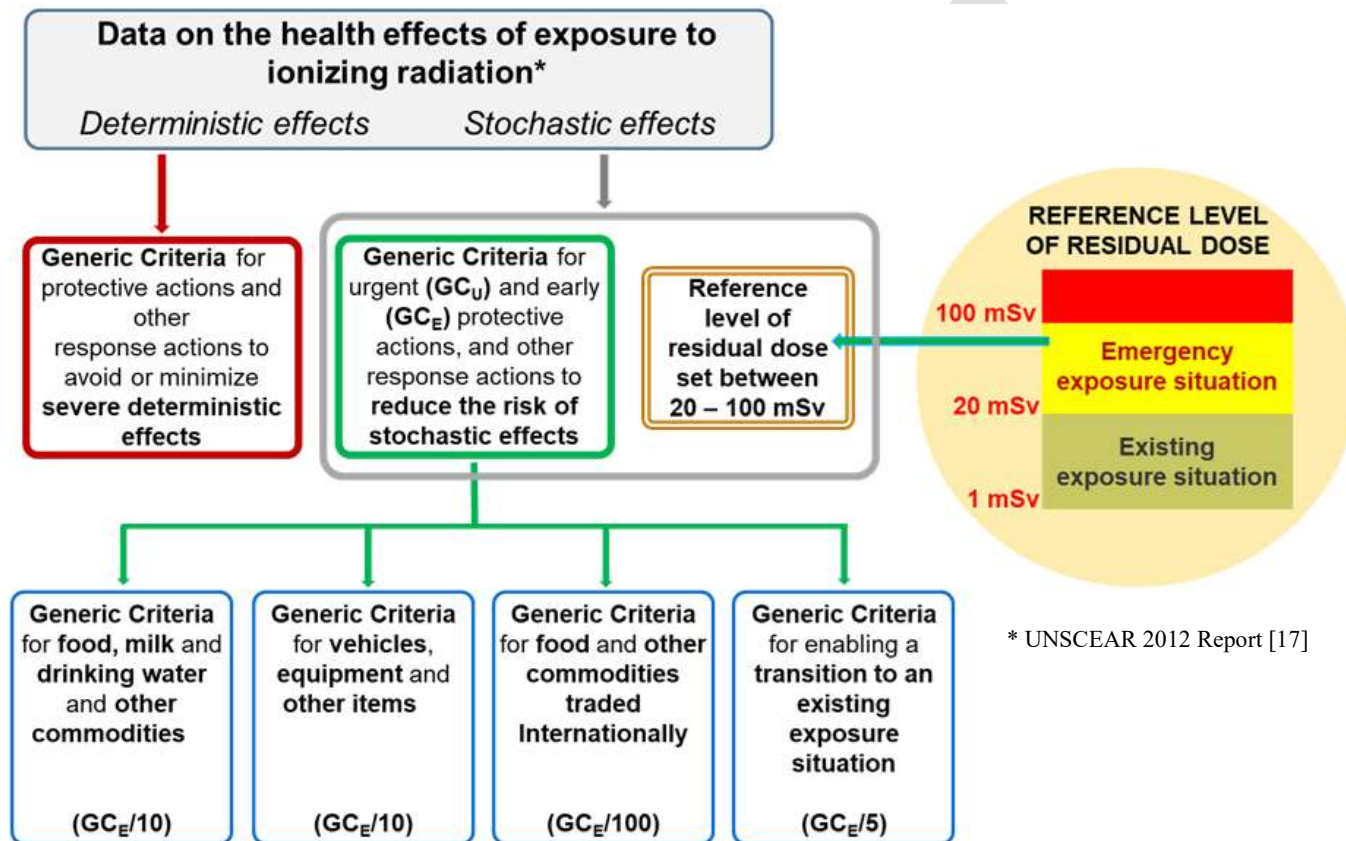 Data on the health effects of exposure to
ionizing radiation*
Deterministic effects
Stochastic effects
Generic Criteria for
protective actions and
other
response actions to
avoid or minimize
severe deterministic
effects
Generic Criteria for
urgent (GCU) and early
(GCE) protective
actions, and other
response actions to
reduce the risk of
stochastic effects
Reference
level of
residual dose
set between
20 – 100 mSv
REFERENCE LEVEL
OF RESIDUAL DOSE
100 mSv
Emergency
exposure situation
20 mSv
Existing
exposure situation
1 mSv
Generic Criteria
for food, milk and
drinking water
and other
commodities
(GCE/10)
Generic Criteria
for vehicles,
equipment and
other items
(GCE/10)
Generic Criteria
for food and other
commodities
traded
Internationally
(GCE/100)
Generic Criteria
for enabling a
transition to an
existing
exposure
situation
(GCE/5)
* UNSCEAR 2012 Report [17]